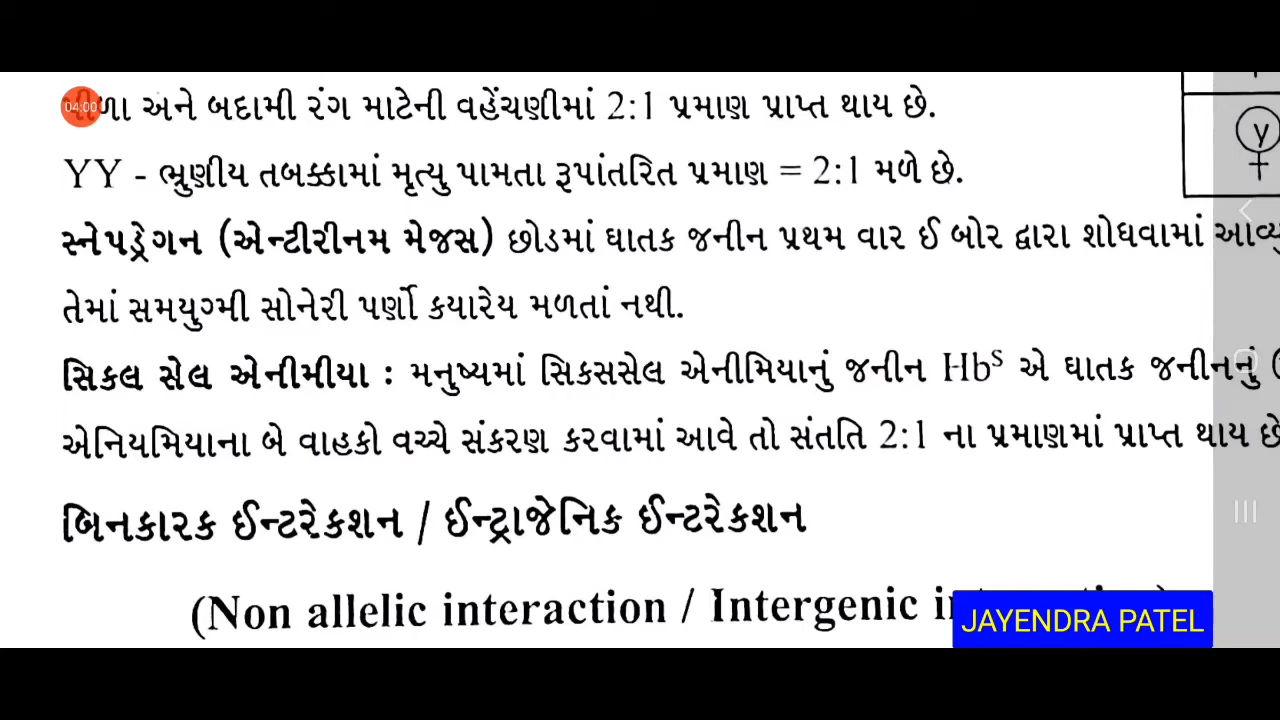 04:00
અને બદામી રંગ માટેની વહેંચણીમાં 2:1 પ્રમાણ પ્રાપ્ત થાય છે.
y
YY - ભ્રુણીય તબક્કામાં મૃત્યુ પામતા રૂપાંતરિત પ્રમાણ = 2:1 મળે છે.
સ્નેપડ્રેગન (એન્ટીરીનમ મેજસ) છોડમાં ઘાતક જનીન પ્રથમ વાર ઈ બોર દ્વારા શોધવામાં
તેમાં સમયુગ્મી સોનેરી પર્ણો કયારેય મળતાં નથી.
સિકલ સેલ એનીમીયા : મનુષ્યમાં સિકસસેલ એનીમિયાનું જનીન Hbˢ એ ઘાતક જનીનનું
એનિયમિયાના બે વાહકો વચ્ચે સંકરણ કરવામાં આવે તો સંતતિ 2:1 ના પ્રમાણમાં પ્રાપ્ત થાય છે
બિનકારક ઈન્ટરેકશન / ઈન્ટ્રાજેનિક ઈન્ટરેકશન
(Non allelic interaction / Intergenic
JAYENDRA PATEL